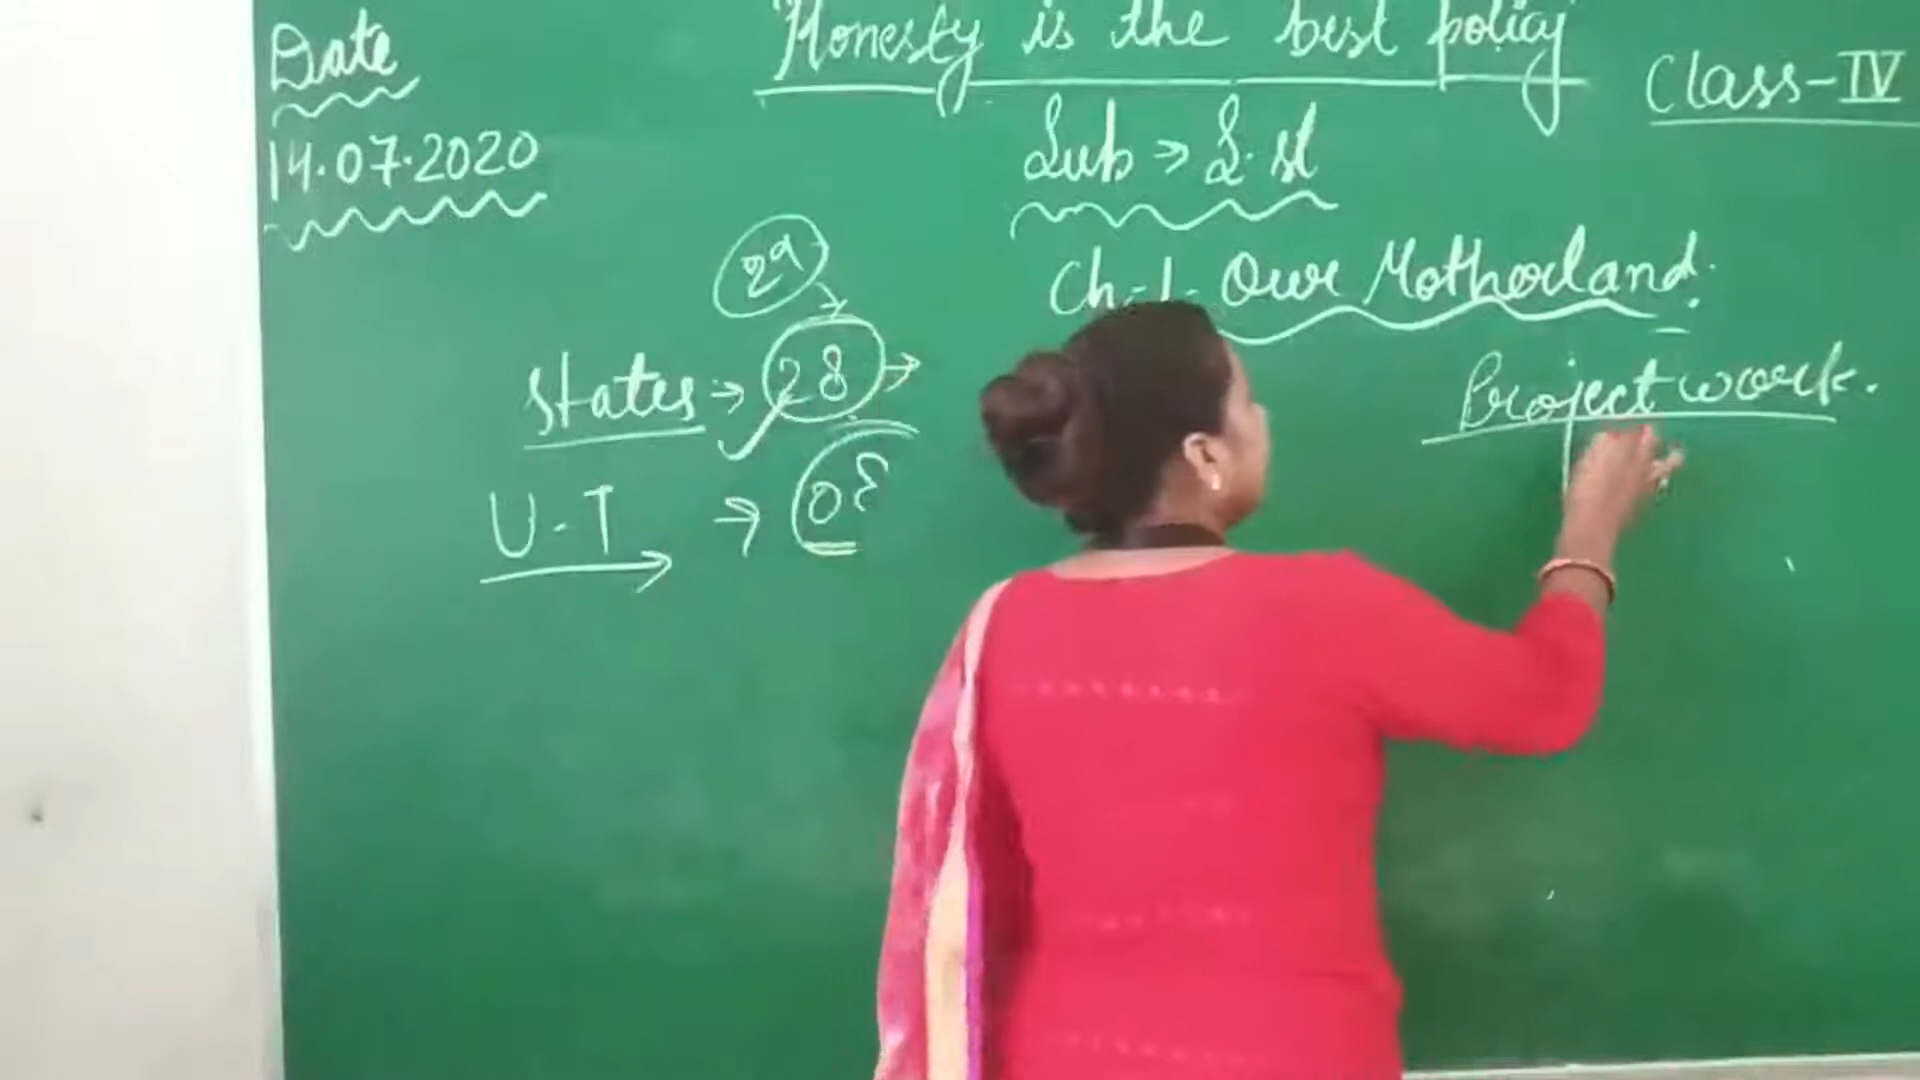 Honesty is the best policy
Date
Class-IV
14.07.2020
Sub → S.st
Ch-1. Our Motherland.
29
States → 28 →
Project work.
U.T → 08